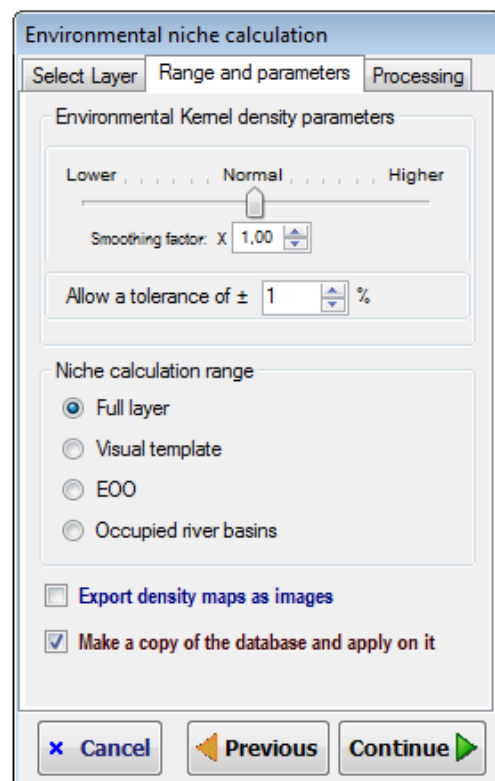 Environmental niche calculation
Select Layer Range and parameters Processing
Environmental Kernel density parameters
Lower Normal Higher
Smoothing factor: X 1,00
Allow a tolerance of ± 1 %
Niche calculation range
Full layer
Visual template
EOO
Occupied river basins
Export density maps as images
Make a copy of the database and apply on it
Cancel Previous Continue